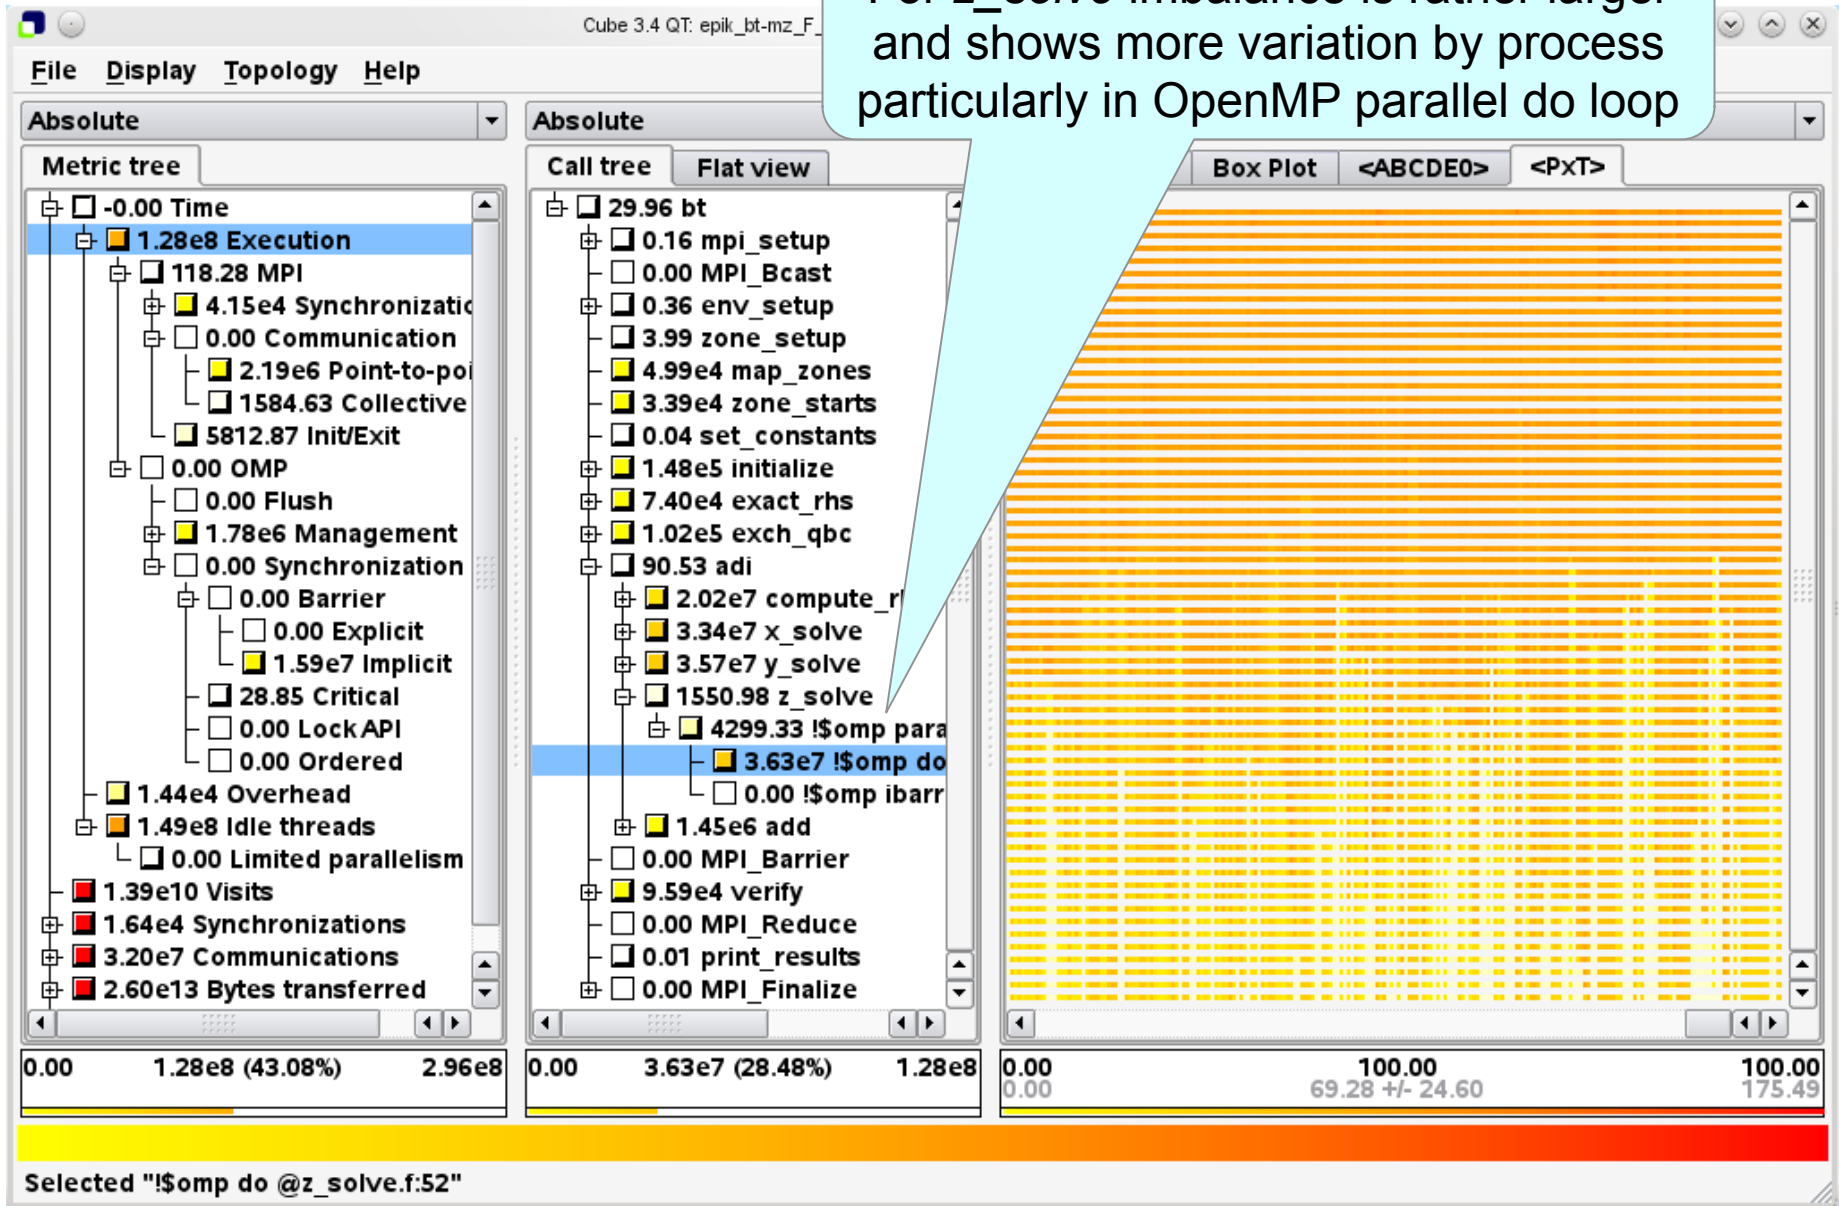 Cube 3.4 QT: epik_bt-mz_F_
For z_solve imbalance is rather larger
and shows more variation by process
particularly in OpenMP parallel do loop
File Display Topology Help
Absolute
Absolute
Metric tree
Call tree Flat view
Box Plot <ABCDE0> <PxT>
-0.00 Time
1.28e8 Execution
118.28 MPI
4.15e4 Synchronizatic
0.00 Communication
2.19e6 Point-to-poi
1584.63 Collective
5812.87 Init/Exit
0.00 OMP
0.00 Flush
1.78e6 Management
0.00 Synchronization
0.00 Barrier
0.00 Explicit
1.59e7 Implicit
28.85 Critical
0.00 Lock API
0.00 Ordered
1.44e4 Overhead
1.49e8 Idle threads
0.00 Limited parallelism
1.39e10 Visits
1.64e4 Synchronizations
3.20e7 Communications
2.60e13 Bytes transferred
29.96 bt
0.16 mpi_setup
0.00 MPI_Bcast
0.36 env_setup
3.99 zone_setup
4.99e4 map_zones
3.39e4 zone_starts
0.04 set_constants
1.48e5 initialize
7.40e4 exact_rhs
1.02e5 exch_qbc
90.53 adi
2.02e7 compute_r
3.34e7 x_solve
3.57e7 y_solve
1550.98 z_solve
4299.33 !$omp para
3.63e7 !$omp do
0.00 !$omp ibarr
1.45e6 add
0.00 MPI_Barrier
9.59e4 verify
0.00 MPI_Reduce
0.01 print_results
0.00 MPI_Finalize
0.00 1.28e8 (43.08%) 2.96e8
0.00 3.63e7 (28.48%) 1.28e8
0.00 100.00 100.00
0.00 69.28 +/- 24.60 175.49
Selected "!$omp do @z_solve.f:52"